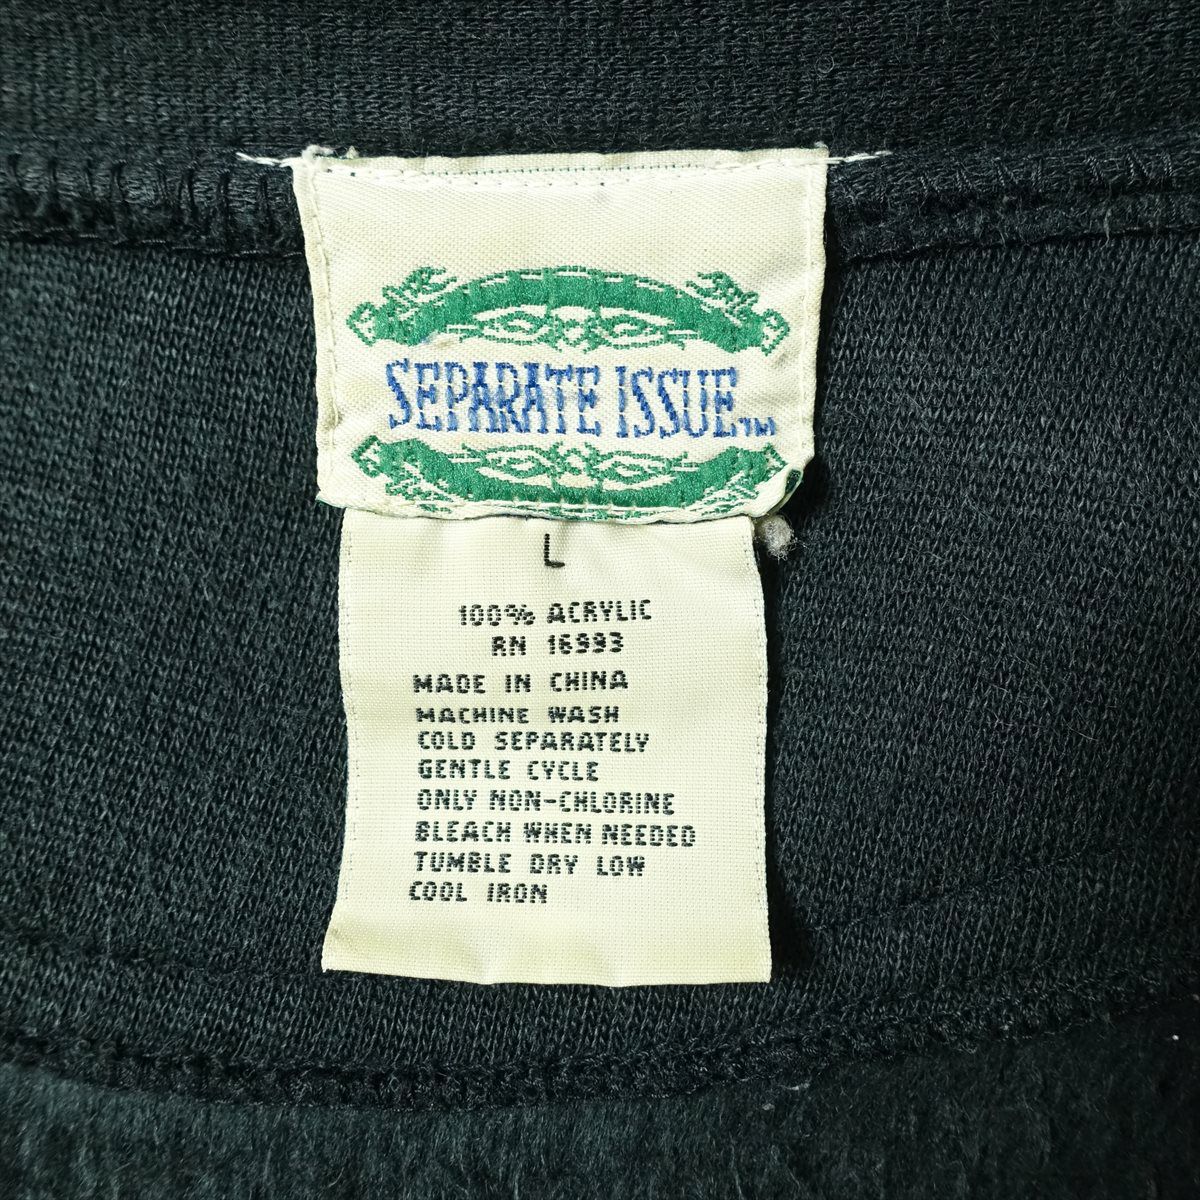 SEPARATE ISSUE™
L
100% ACRYLIC
RN 16993
MADE IN CHINA
MACHINE WASH
COLD SEPARATELY
GENTLE CYCLE
ONLY NON-CHLORINE
BLEACH WHEN NEEDED
TUMBLE DRY LOW
COOL IRON